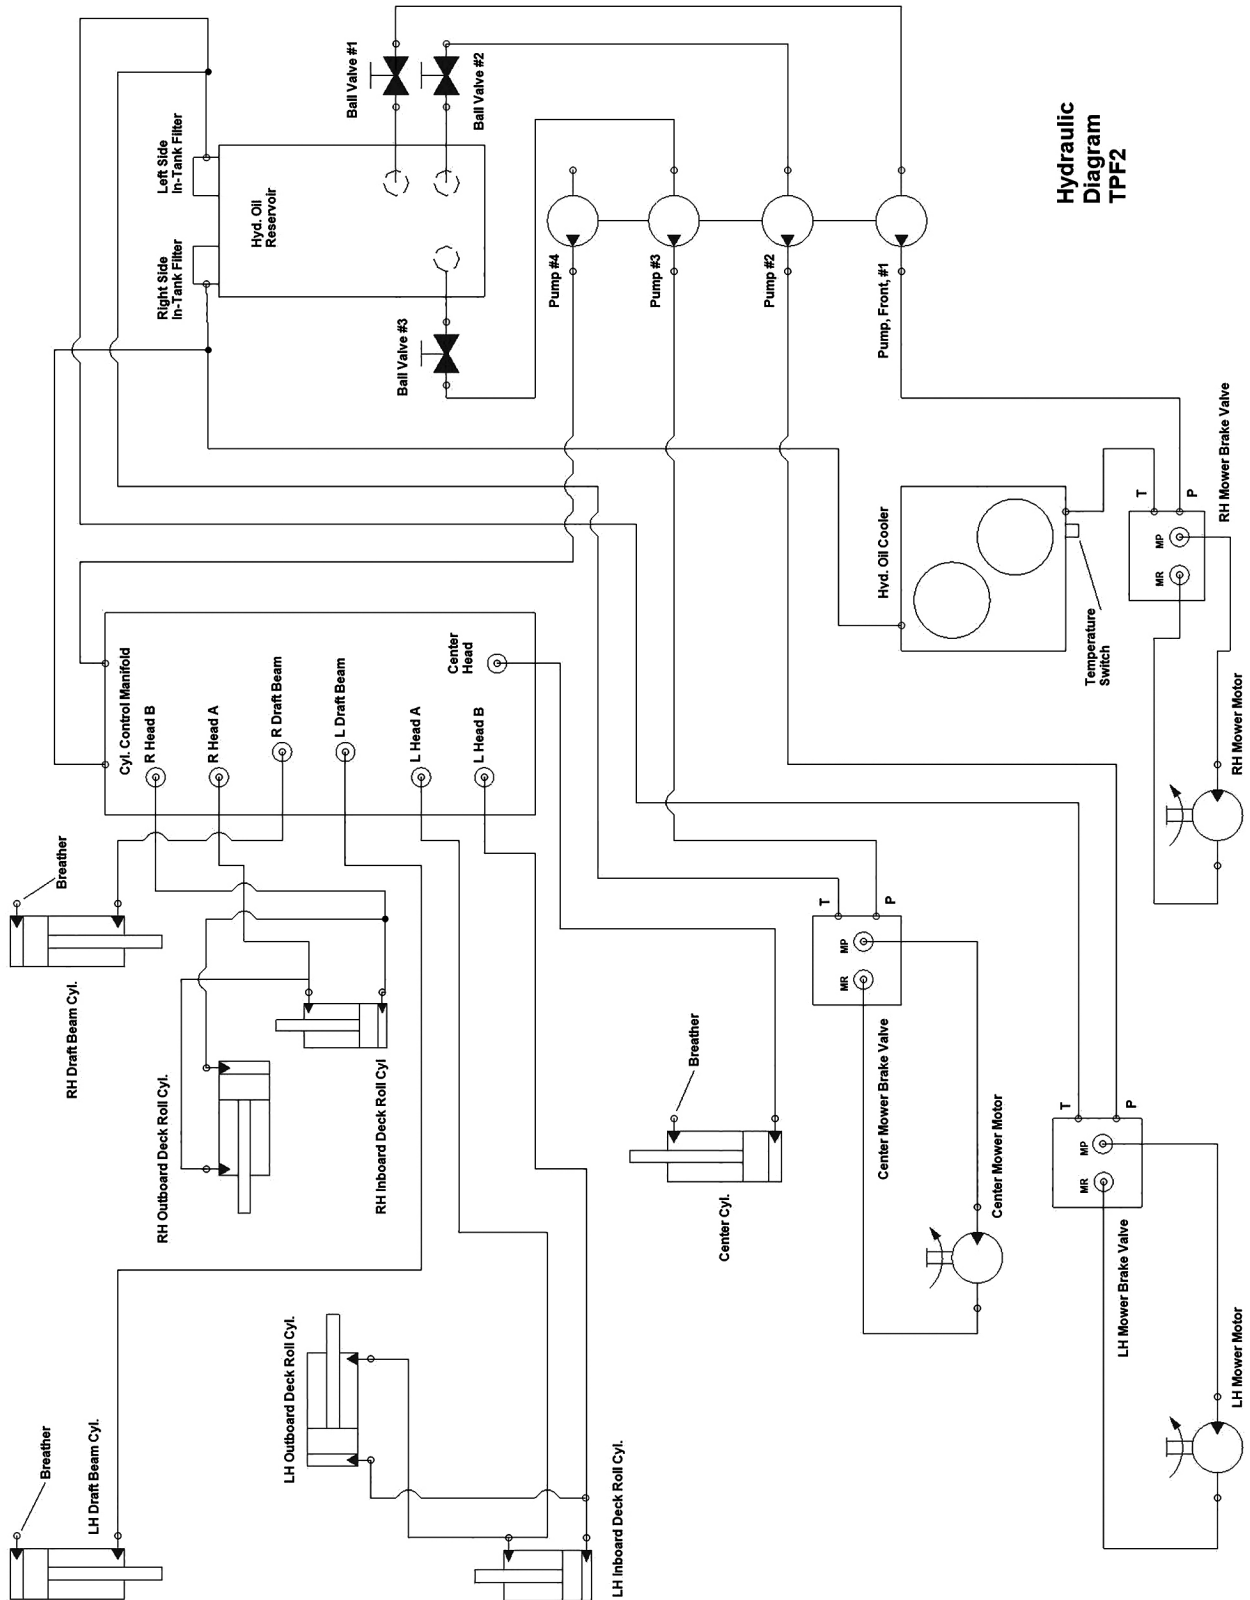 Hydraulic
Diagram
TPF2
Ball Valve #1
Ball Valve #2
Left Side
In-Tank Filter
Right Side
In-Tank Filter
Hyd. Oil
Reservoir
Ball Valve #3
Pump #4
Pump #3
Pump #2
Pump, Front, #1
Hyd. Oil Cooler
Temperature
Switch
T
P
MP
MR
RH Mower Brake Valve
RH Mower Motor
Cyl. Control Manifold
R Head B
R Head A
R Draft Beam
L Draft Beam
L Head A
L Head B
Center
Head
Breather
RH Draft Beam Cyl.
RH Outboard Deck Roll Cyl.
RH Inboard Deck Roll Cyl
Breather
Center Cyl.
T
P
MP
MR
Center Mower Brake Valve
Center Mower Motor
T
P
MP
MR
LH Mower Brake Valve
LH Mower Motor
Breather
LH Draft Beam Cyl.
LH Outboard Deck Roll Cyl.
LH Inboard Deck Roll Cyl.